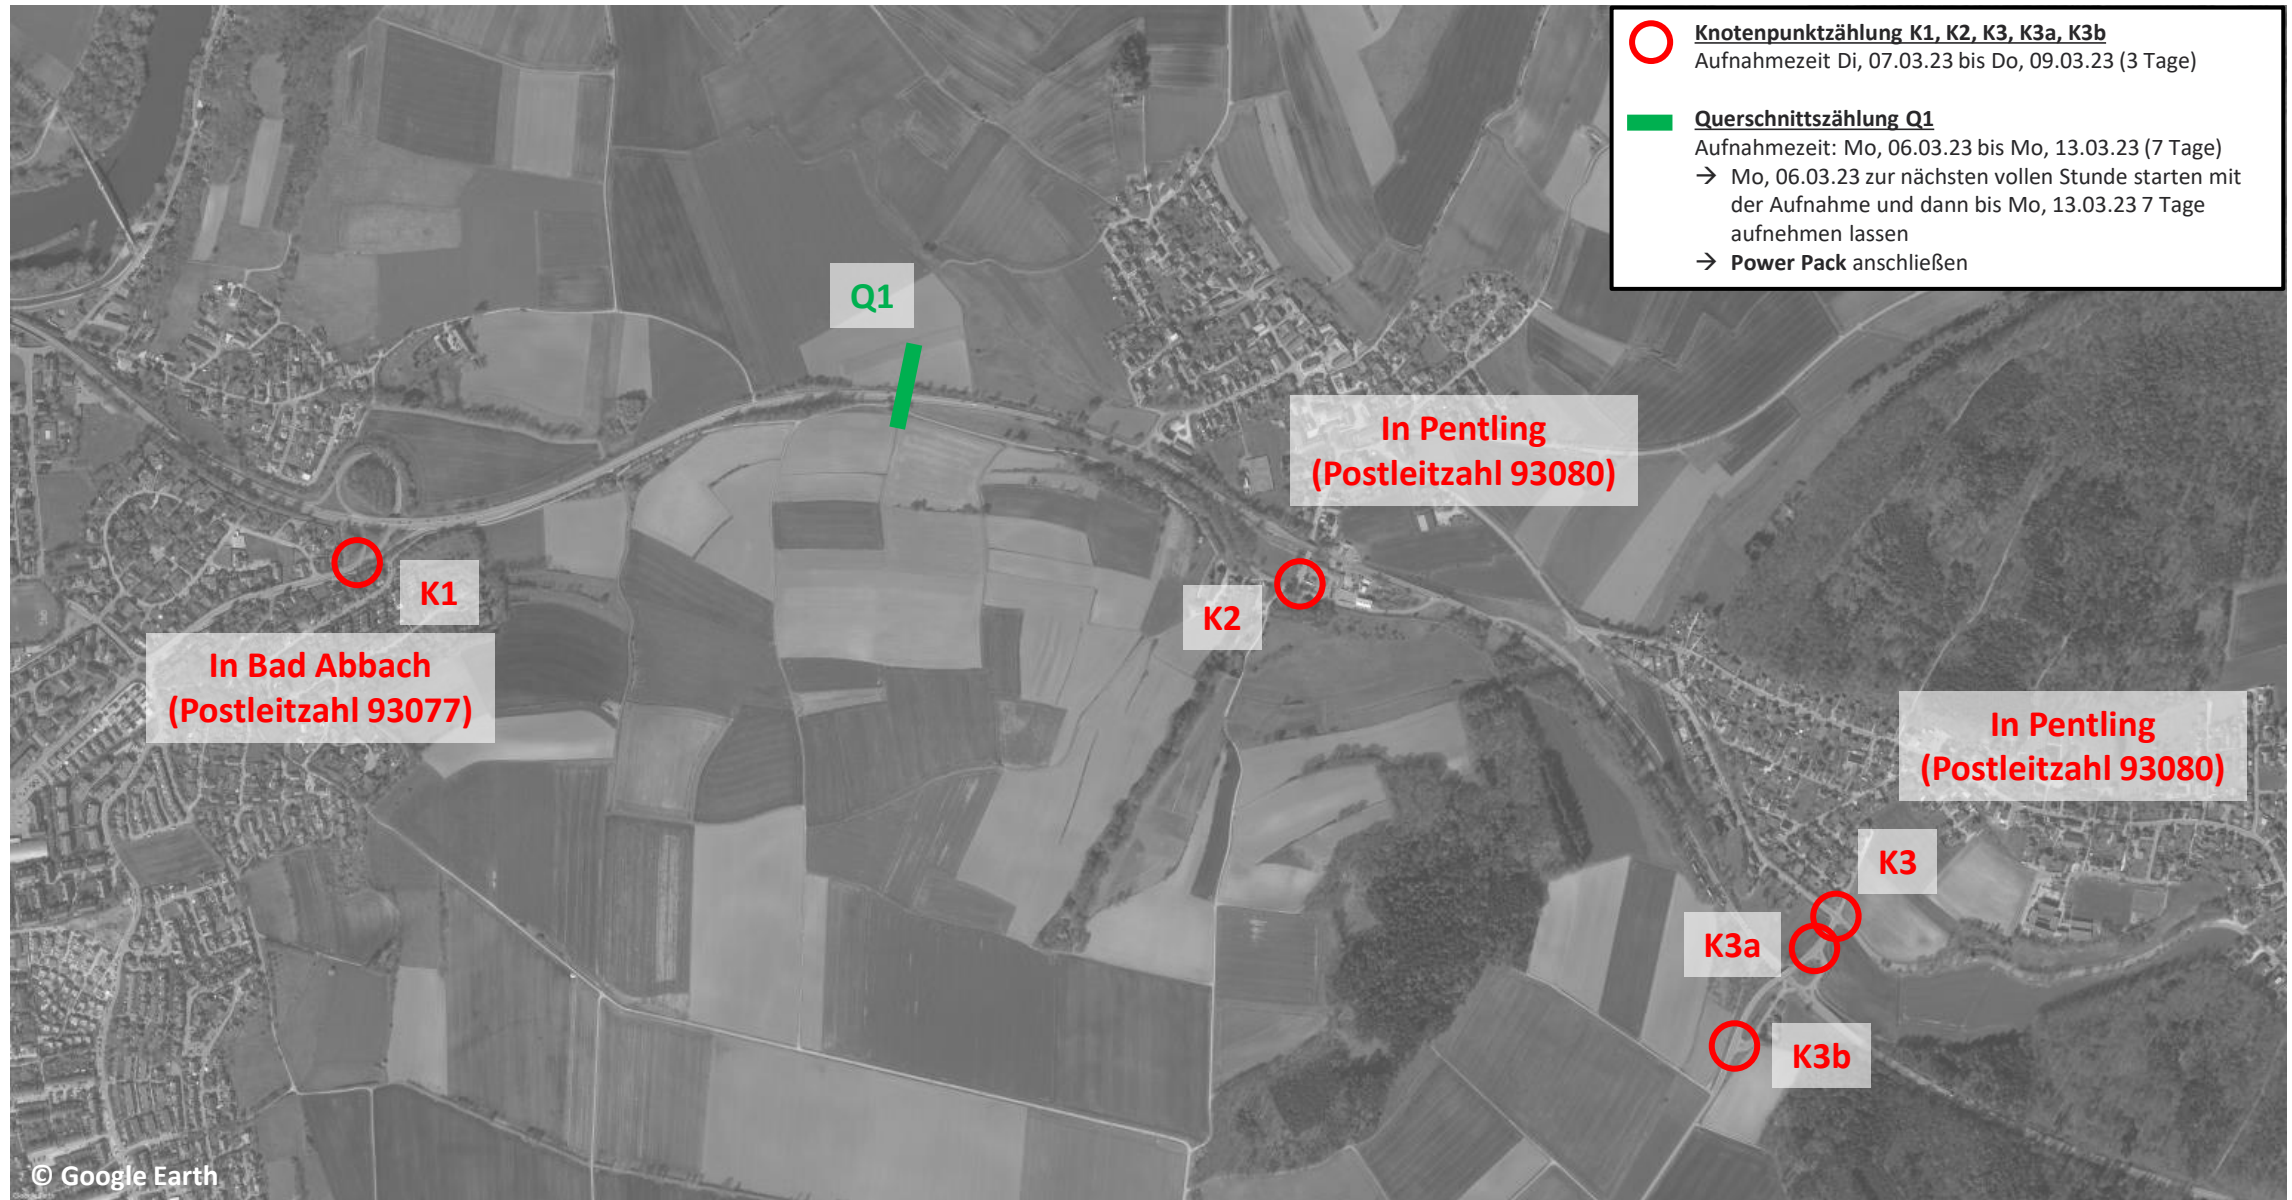 Knotenpunktzählung K1, K2, K3, K3a, K3b
Aufnahmezeit Di, 07.03.23 bis Do, 09.03.23 (3 Tage)
Querschnittszählung Q1
Aufnahmezeit: Mo, 06.03.23 bis Mo, 13.03.23 (7 Tage)
→ Mo, 06.03.23 zur nächsten vollen Stunde starten mit
der Aufnahme und dann bis Mo, 13.03.23 7 Tage
aufnehmen lassen
→ Power Pack anschließen
Q1
In Pentling
(Postleitzahl 93080)
K1
K2
In Bad Abbach
(Postleitzahl 93077)
In Pentling
(Postleitzahl 93080)
K3
K3a
K3b
© Google Earth
Google Earth